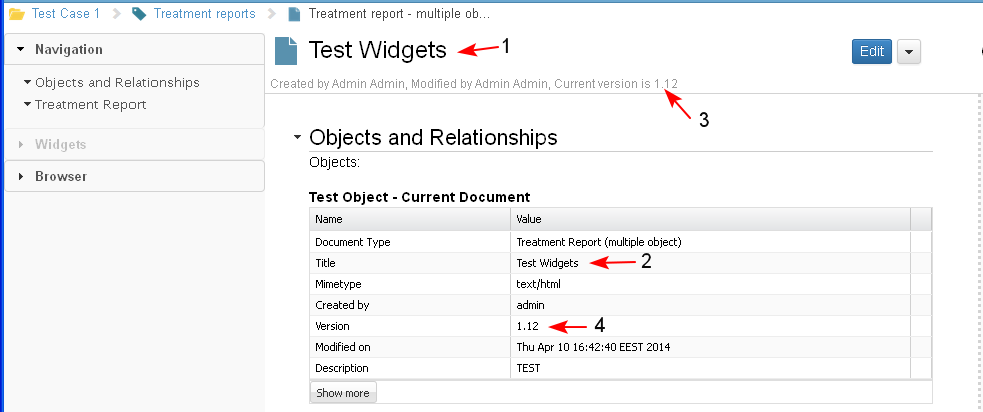 Test Case 1 Treatment reports Treatment report - multiple ob...
Navigation
Objects and Relationships
Treatment Report
Widgets
Browser
Test Widgets 1
Edit
Created by Admin Admin, Modified by Admin Admin, Current version is 1.12
3
Objects and Relationships
Objects:
Test Object - Current Document
Name Value
Document Type Treatment Report (multiple object)
Title Test Widgets 2
Mimetype text/html
Created by admin
Version 1.12 4
Modified on Thu Apr 10 16:42:40 EEST 2014
Description TEST
Show more